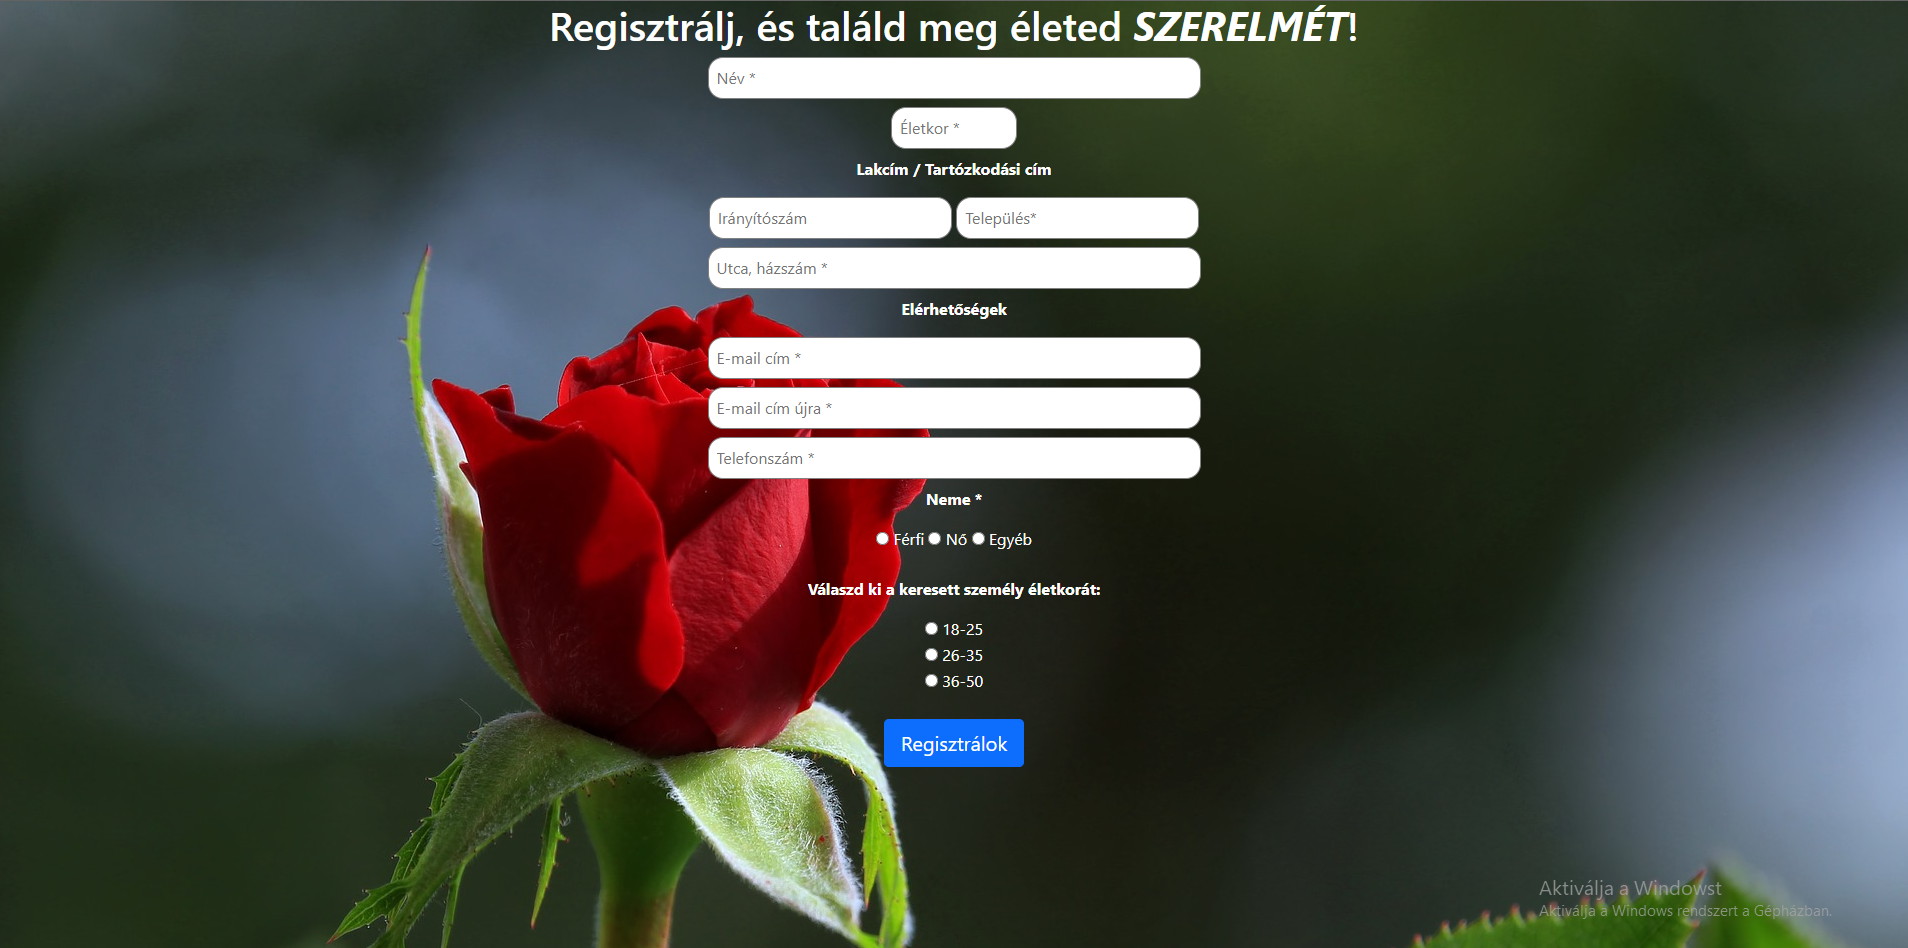 Regisztrálj, és találd meg életed SZERELMÉT!
Név *
Életkor *
Lakcím / Tartózkodási cím
Irányítószám Település*
Utca, házszám *
Elérhetőségek
E-mail cím *
E-mail cím újra *
Telefonszám *
Neme *
Férfi Nő Egyéb
Válaszd ki a keresett személy életkorát:
18-25
26-35
36-50
Regisztrálok
Aktiválja a Windowst
Aktiválja a Windows rendszert a Gépházban.